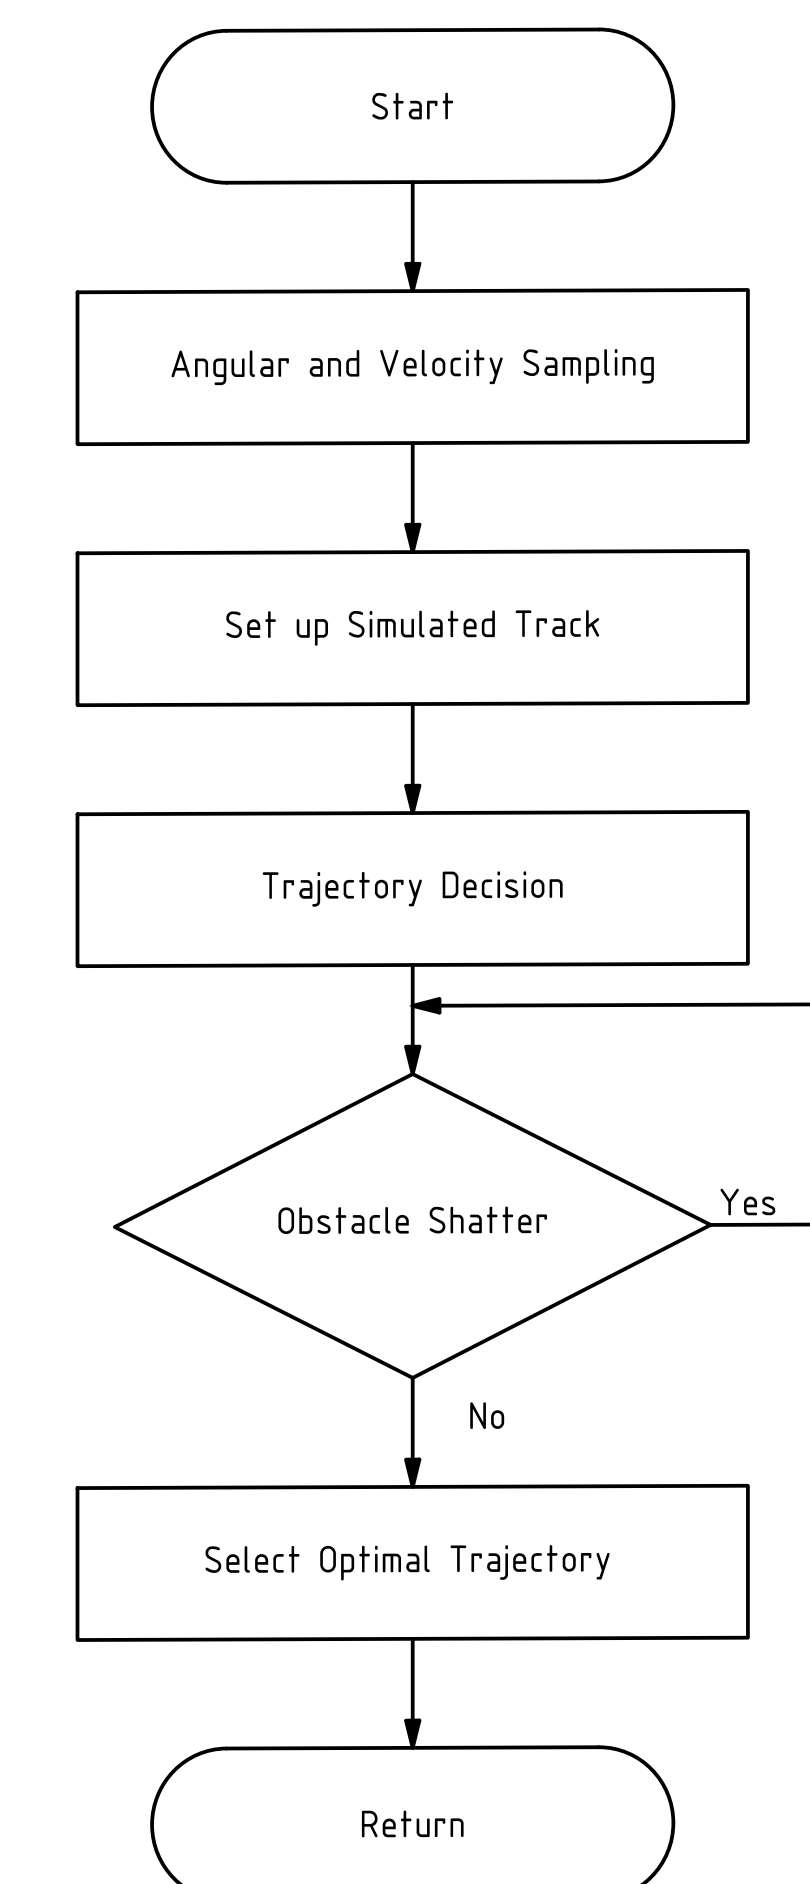 Start
Angular and Velocity Sampling
Set up Simulated Track
Trajectory Decision
Obstacle Shatter
Yes
No
Select Optimal Trajectory
Return